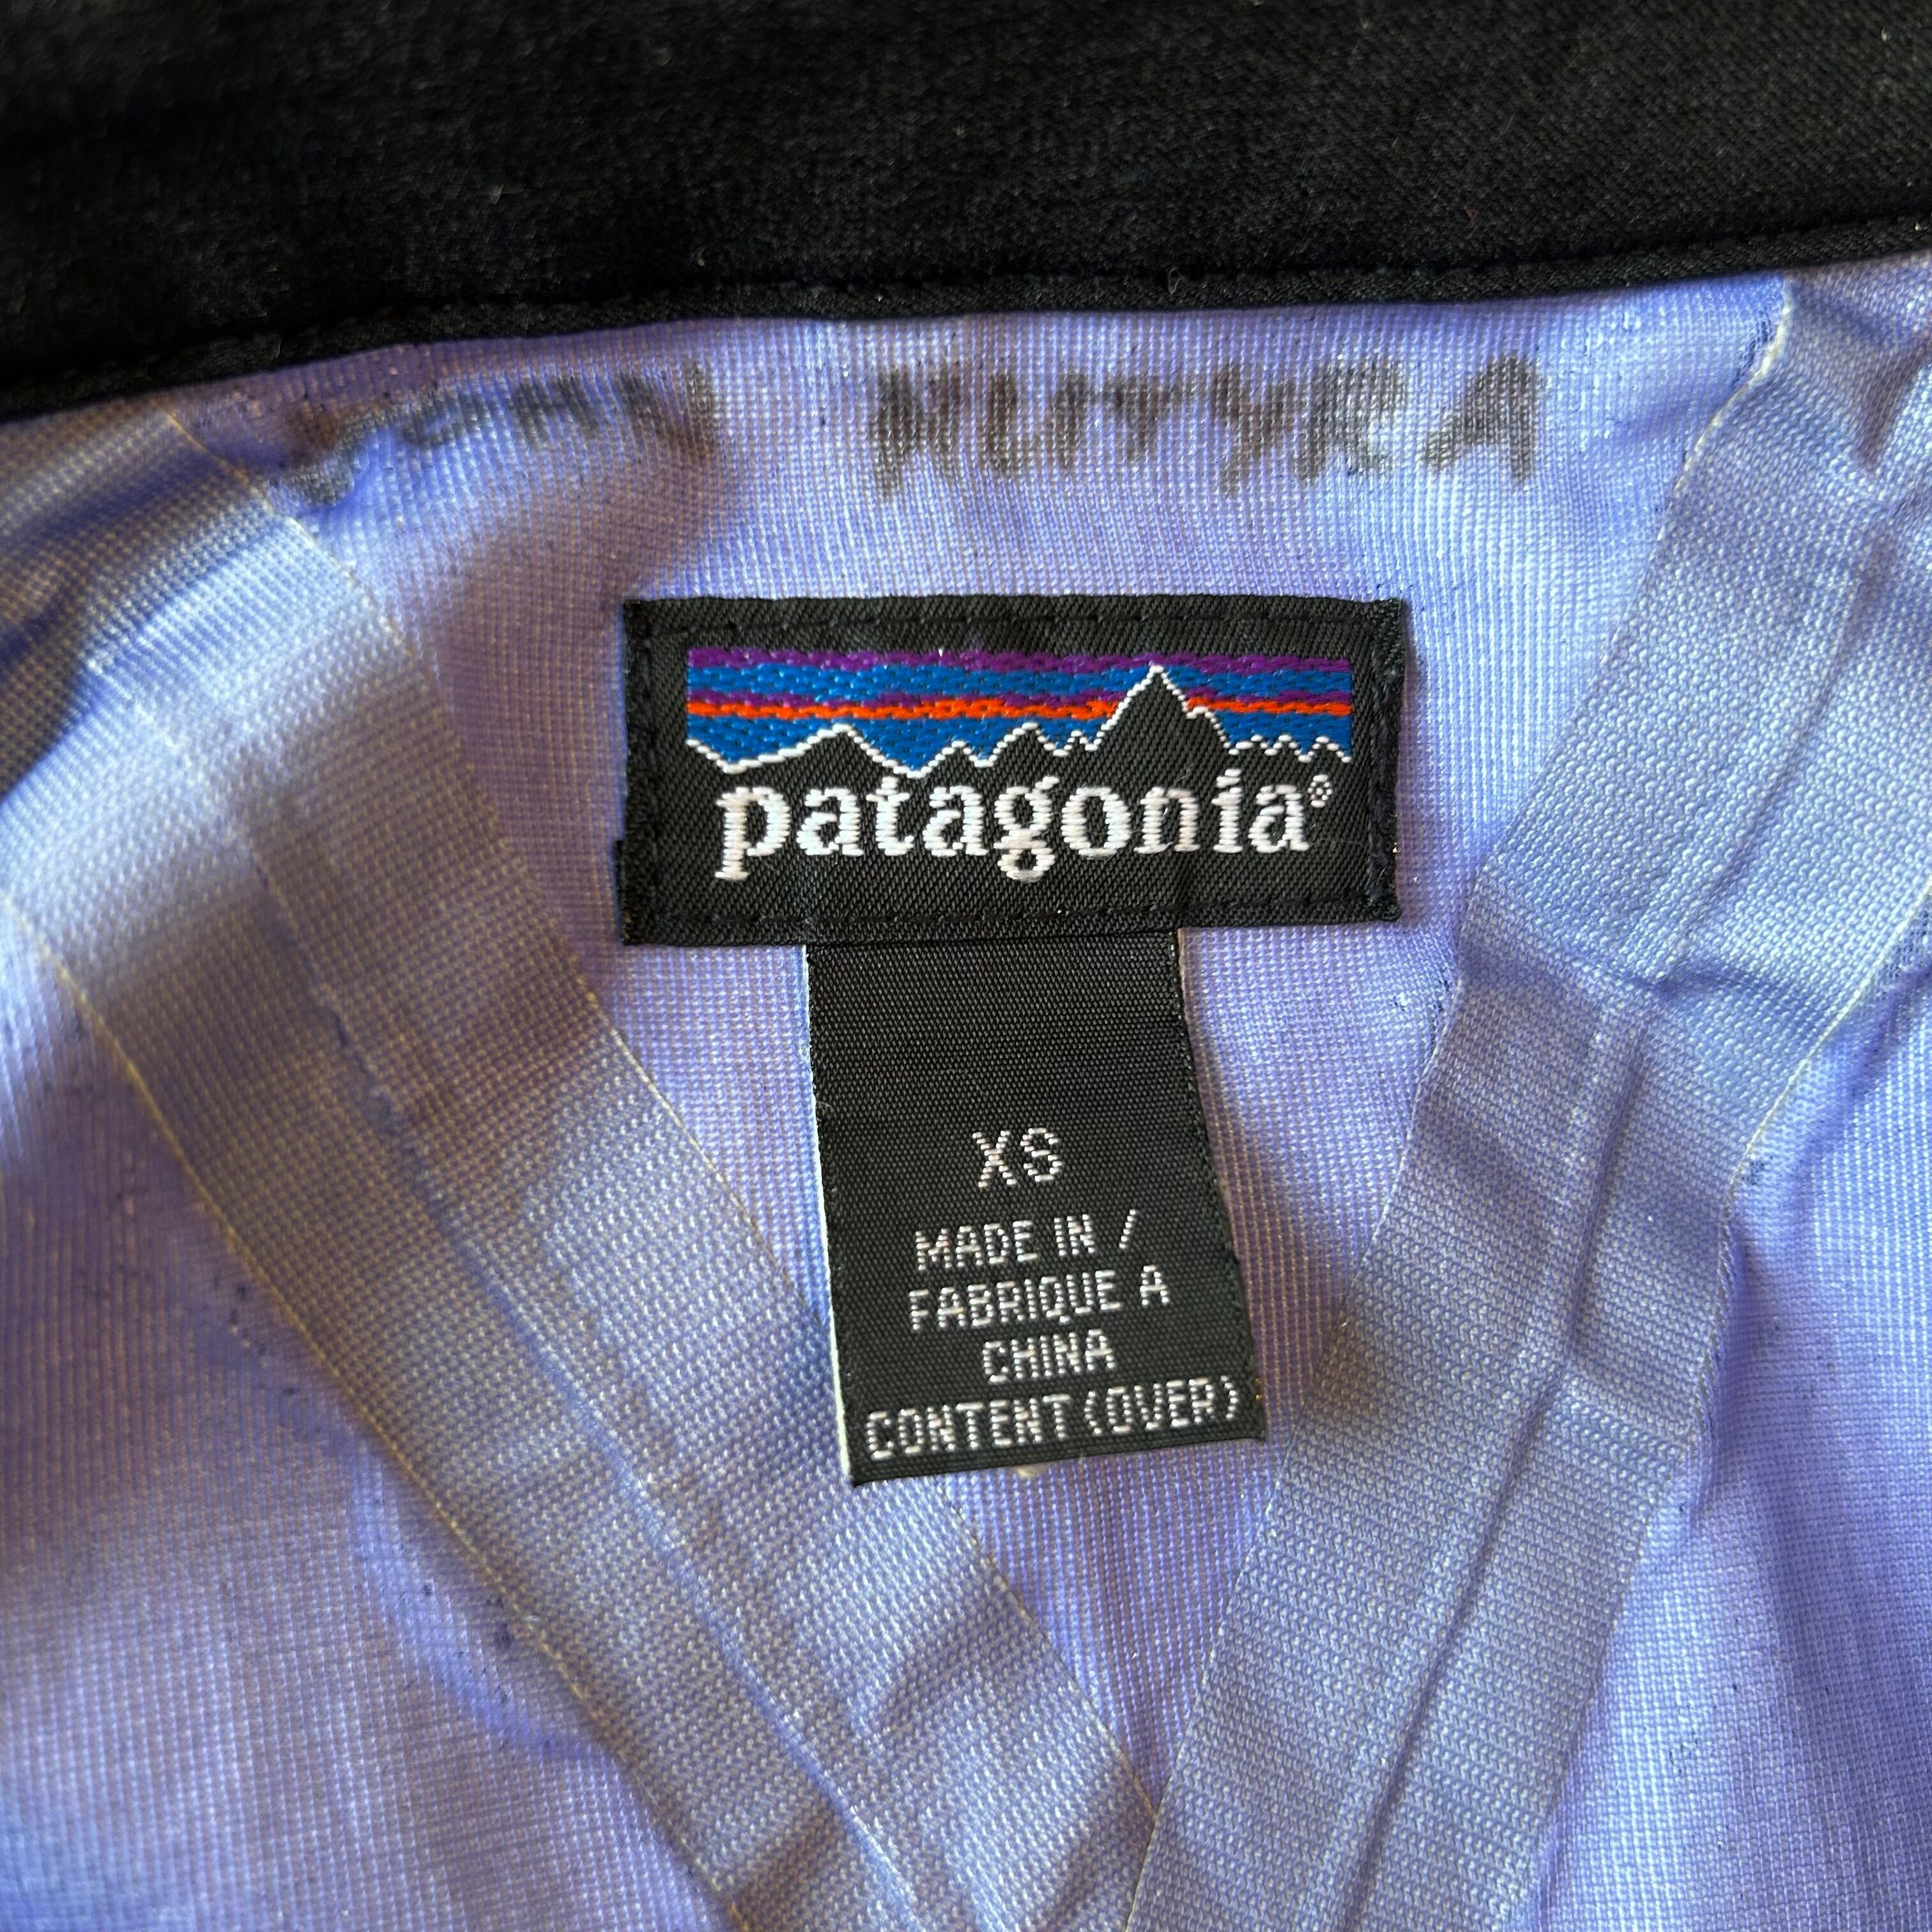 patagonia®
XS
MADE IN /
FABRIQUE A
CHINA
CONTENT (OVER)